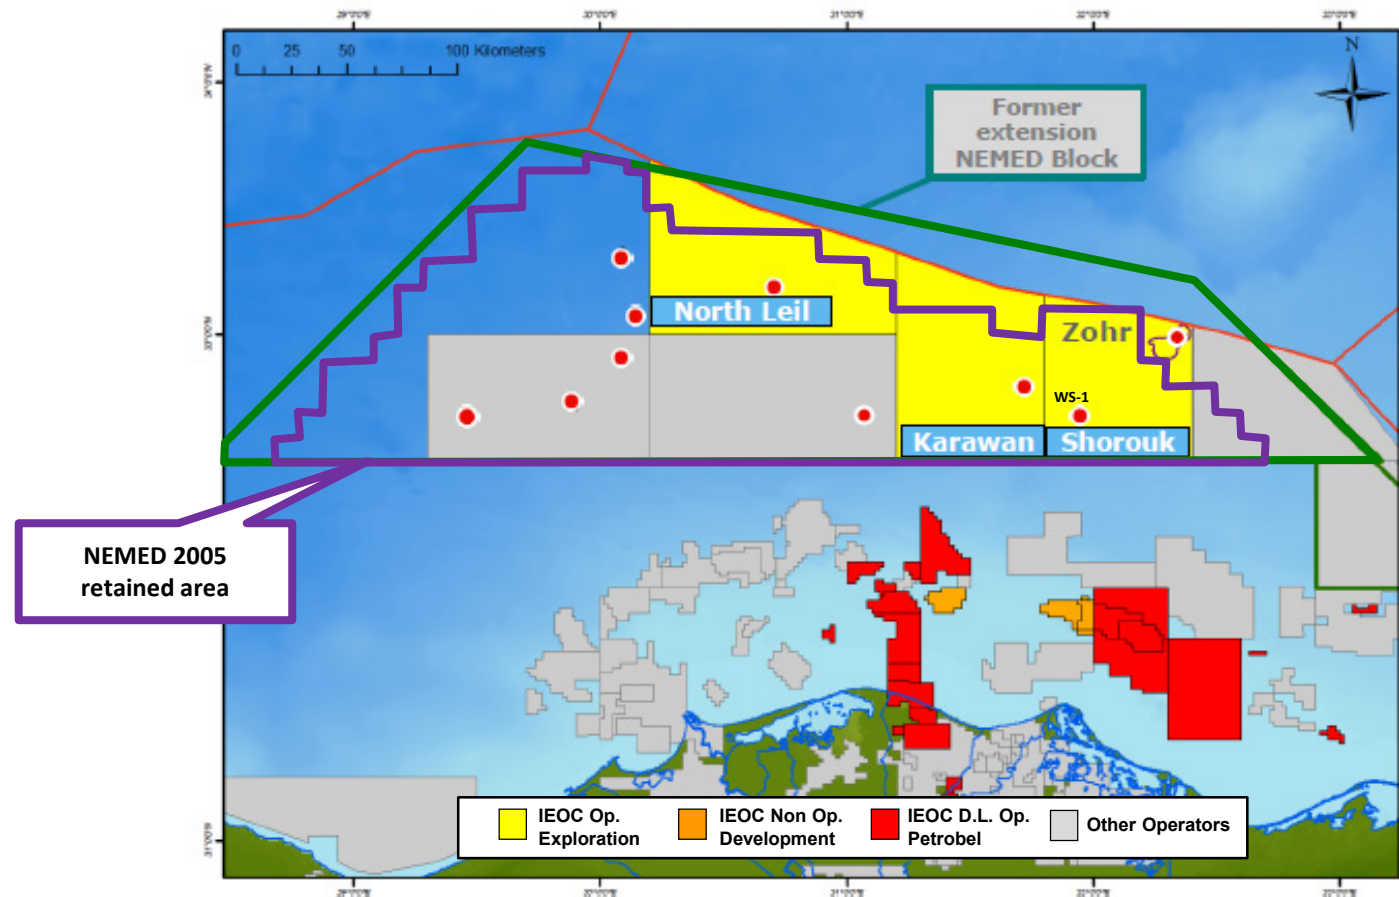 0 25 50 100 Kilometers
N
Former
extension
NEMED Block
North Leil
Zohr
WS-1
Karawan
Shorouk
NEMED 2005
retained area
IEOC Op.
Exploration
IEOC Non Op.
Development
IEOC D.L. Op.
Petrobel
Other Operators